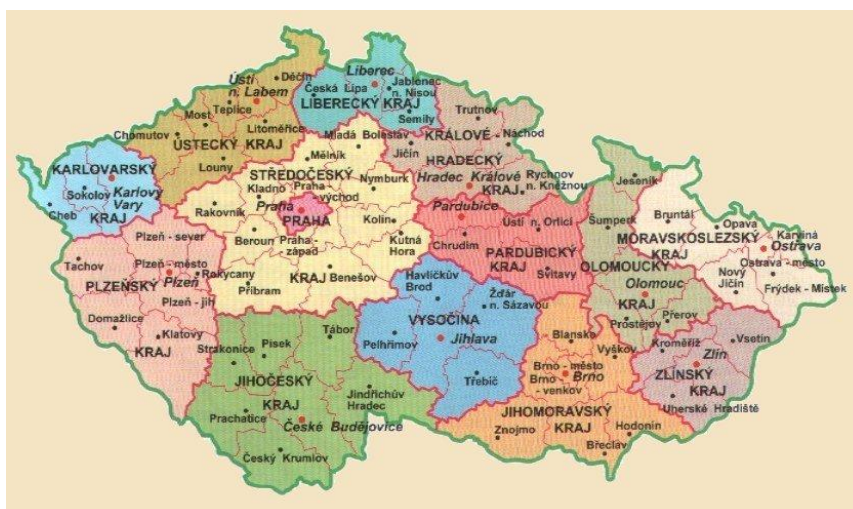 Ústí
n. Labem
Děčín
Teplice
Most
Chomutov
Litoměřice
ÚSTECKÝ KRAJ
Louny
Liberec
Česká Lípa
Jablonec
n. Nisou
LIBERECKÝ KRAJ
Semily
Trutnov
KRÁLOVÉ -
Náchod
Jičín
HRADECKÝ
Hradec Králové
Rychnov
n. Kněžnou
KRAJ
KARLOVARSKÝ
Sokolov
Karlovy
Vary
Cheb
KRAJ
Mladá Boleslav
Mělník
STŘEDOČESKÝ
Kladno
Praha -
východ
Nymburk
Rakovník
Praha
PRAHA
Kolín
Beroun
Praha -
západ
Kutná
Hora
KRAJ
Benešov
Příbram
Pardubice
Ústí n. Orlicí
Chrudim
PARDUBICKÝ
KRAJ
Svitavy
Jeseník
Šumperk
OLOMOUCKÝ
Olomouc
KRAJ
Prostějov
Přerov
Bruntál
Opava
Karviná
MORAVSKOSLEZSKÝ
Ostrava
KRAJ
Ostrava - město
Nový
Jičín
Frýdek - Místek
Plzeň - sever
Tachov
Plzeň - město
Plzeň
Rokycany
PLZEŇSKÝ
Plzeň - jih
Domažlice
Klatovy
KRAJ
Havlíčkův
Brod
Žďár
n. Sázavou
VYSOČINA
Pelhřimov
Jihlava
Třebíč
Tábor
Písek
Strakonice
JIHOČESKÝ
Jindřichův
Hradec
KRAJ
Prachatice
České Budějovice
Český Krumlov
Blansko
Vyškov
Brno - město
Brno -
venkov
Brno
JIHOMORAVSKÝ
KRAJ
Znojmo
Hodonín
Břeclav
Kroměříž
Vsetín
Zlín
ZLÍNSKÝ
KRAJ
Uherské Hradiště